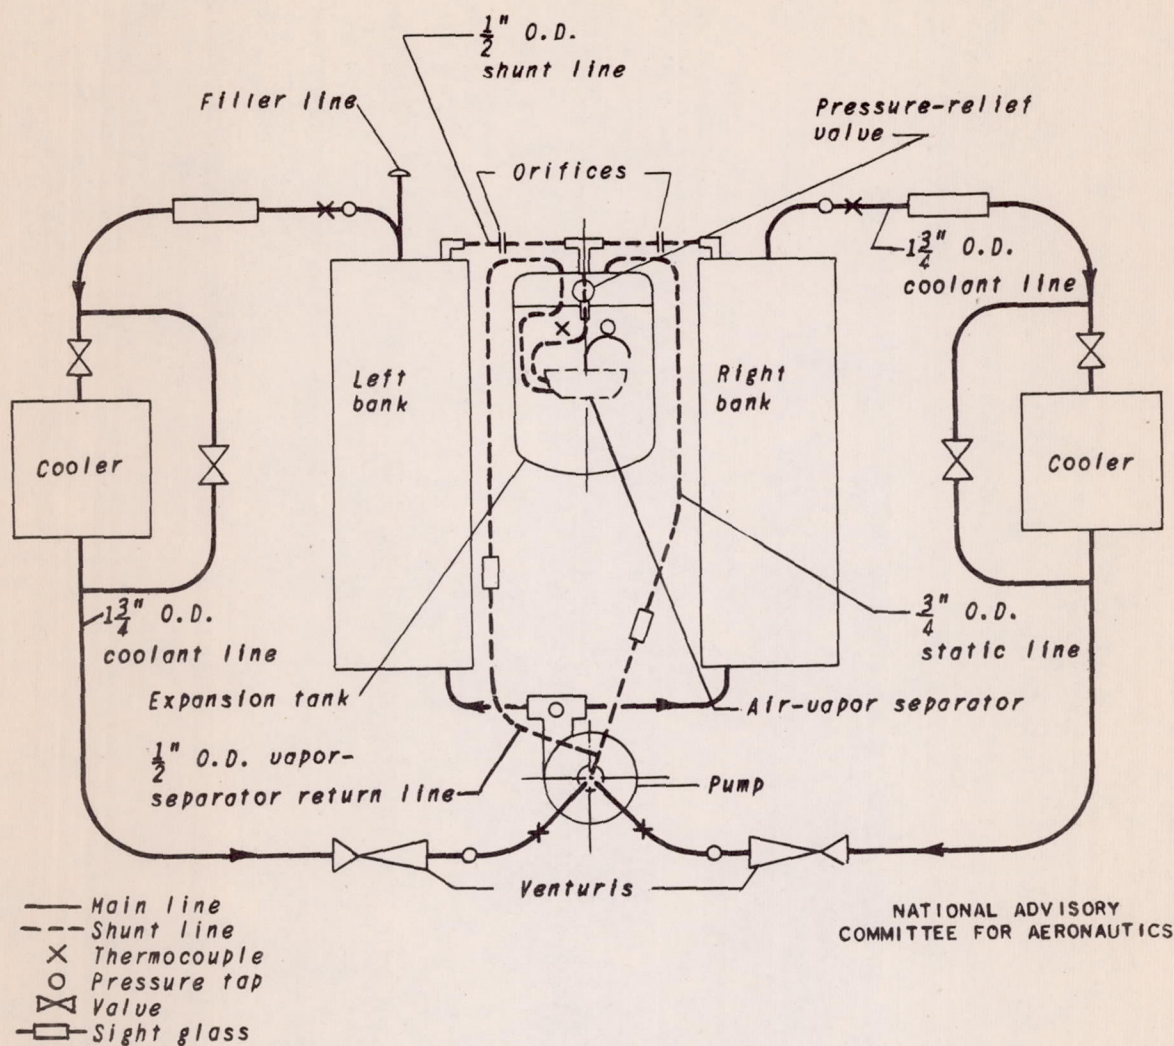 1/2" O.D.
shunt line
Filler line
Pressure-relief
value
Orifices
1 3/4" O.D.
coolant line
Left
bank
Right
bank
Cooler
Cooler
1 3/4" O.D.
coolant line
3/4" O.D.
static line
Expansion tank
Air-vapor separator
1/2" O.D. vapor-
separator return line
Pump
Venturis
Main line
Shunt line
Thermocouple
Pressure tap
Value
Sight glass
NATIONAL ADVISORY
COMMITTEE FOR AERONAUTICS